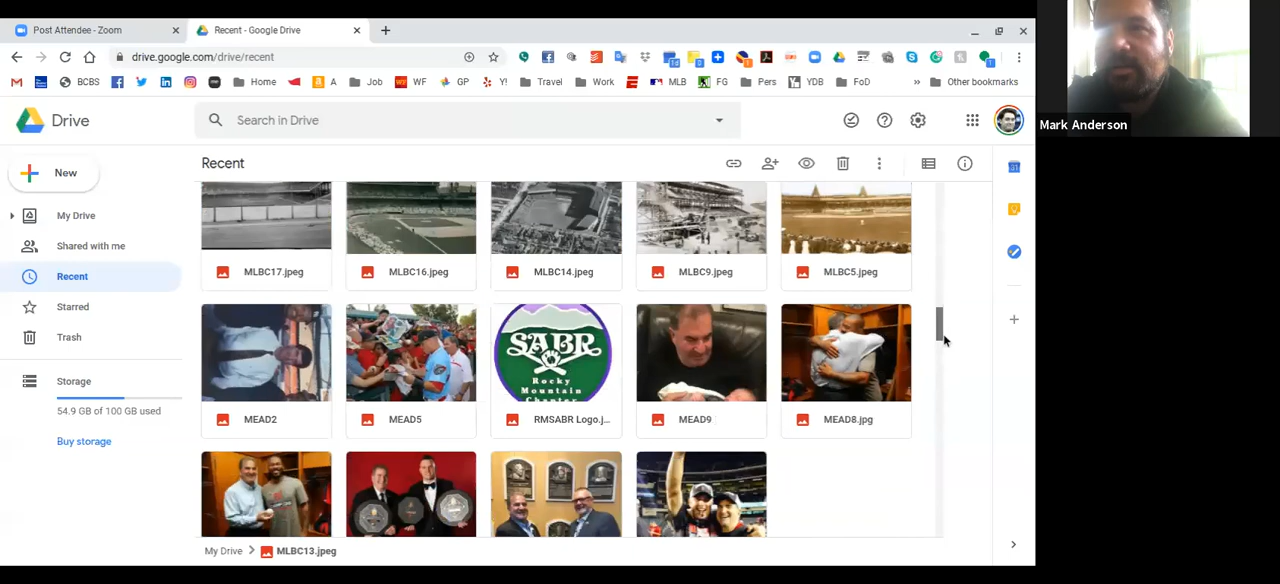 Post Attendee - Zoom
Recent - Google Drive
drive.google.com/drive/recent
BCBS
Home
Job
WF
GP
Y!
Travel
Work
MLB
FG
Pers
YDB
FoD
Other bookmarks
Drive
Search in Drive
Mark Anderson
New
Recent
My Drive
Shared with me
Recent
Starred
Trash
Storage
54.9 GB of 100 GB used
Buy storage
MLBC17.jpeg
MLBC16.jpeg
MLBC14.jpeg
MLBC9.jpeg
MLBC5.jpeg
SABR
Rocky
Mountain
Chapter
MEAD2
MEAD5
RMSABR Logo.j...
MEAD9
MEAD8.jpg
My Drive > MLBC13.jpeg